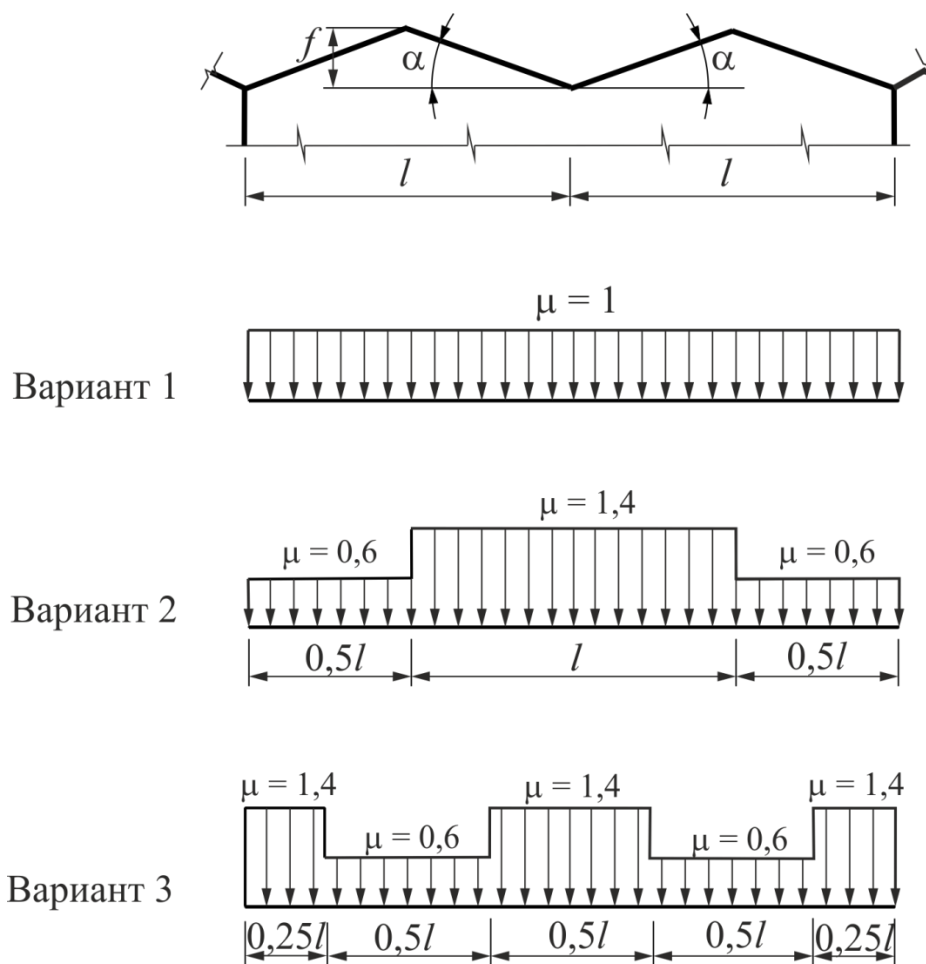 f α α
l l
μ = 1
Вариант 1
μ = 1,4
μ = 0,6 μ = 0,6
Вариант 2
0,5l l 0,5l
μ = 1,4 μ = 1,4 μ = 1,4
μ = 0,6 μ = 0,6
Вариант 3
0,25l 0,5l 0,5l 0,5l 0,25l